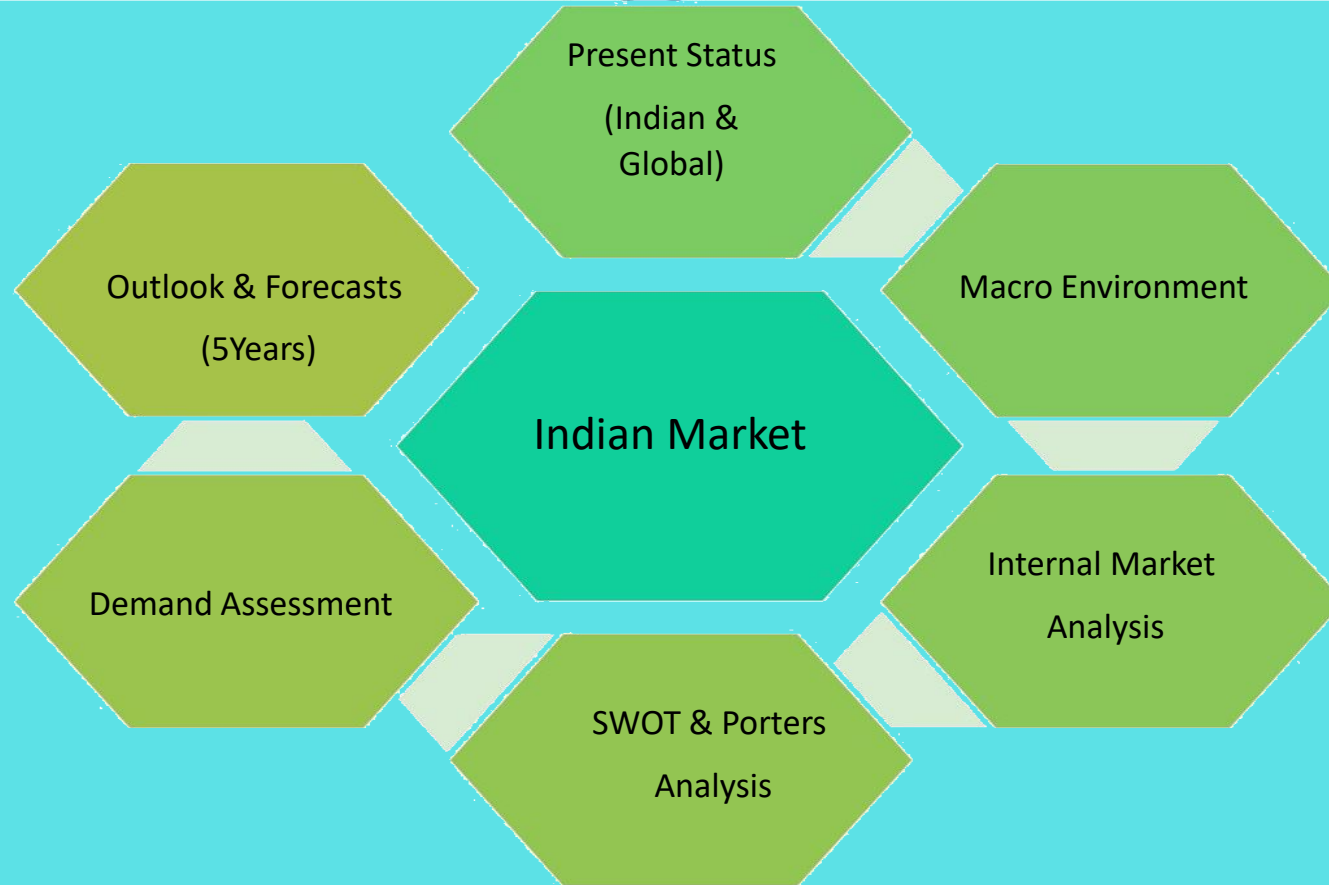 Present Status
(Indian &
Global)
Macro Environment
Internal Market
Analysis
SWOT & Porters
Analysis
Demand Assessment
Outlook & Forecasts
(5Years)
Indian Market